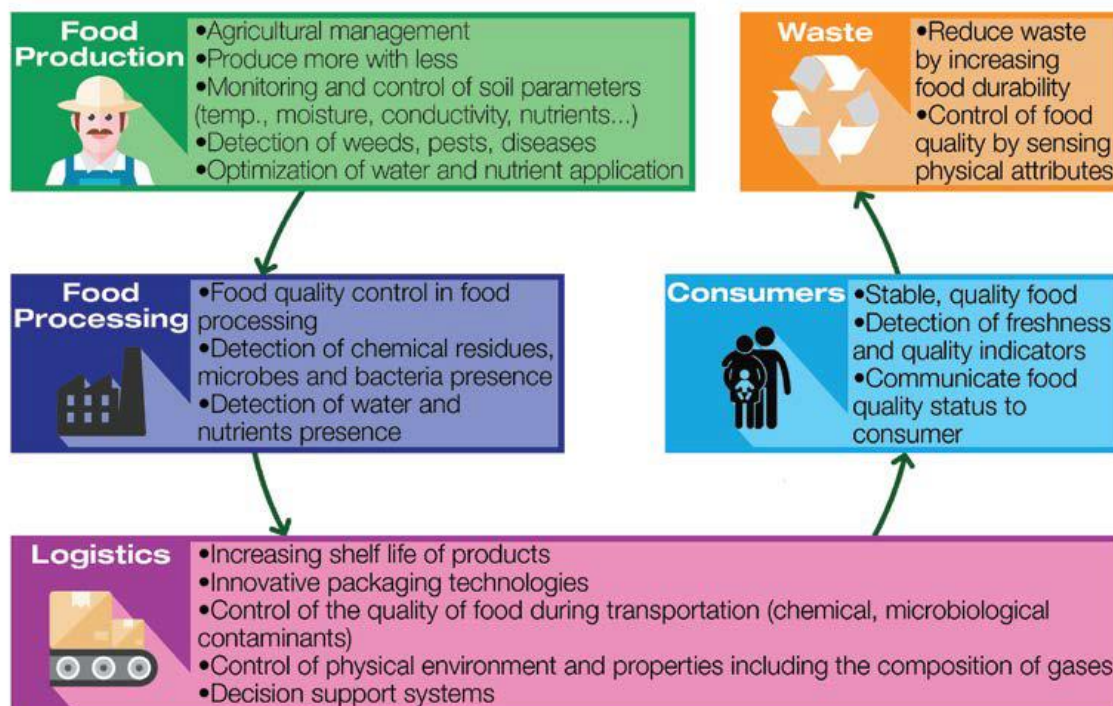 Food
Production
•Agricultural management
•Produce more with less
•Monitoring and control of soil parameters
(temp., moisture, conductivity, nutrients...)
•Detection of weeds, pests, diseases
•Optimization of water and nutrient application
Food
Processing
•Food quality control in food
processing
•Detection of chemical residues,
microbes and bacteria presence
•Detection of water and
nutrients presence
Logistics
•Increasing shelf life of products
•Innovative packaging technologies
•Control of the quality of food during transportation (chemical, microbiological
contaminants)
•Control of physical environment and properties including the composition of gases
•Decision support systems
Consumers
•Stable, quality food
•Detection of freshness
and quality indicators
•Communicate food
quality status to
consumer
Waste
•Reduce waste
by increasing
food durability
•Control of food
quality by sensing
physical attributes